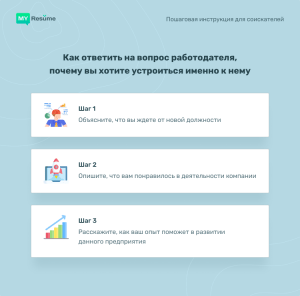 MY Resume
Пошаговая инструкция для соискателей
Как ответить на вопрос работодателя,
почему вы хотите устроиться именно к нему
Шаг 1
Объясните, что вы ждете от новой должности
Шаг 2
Опишите, что вам понравилось в деятельности компании
Шаг 3
Расскажите, как ваш опыт поможет в развитии
данного предприятия